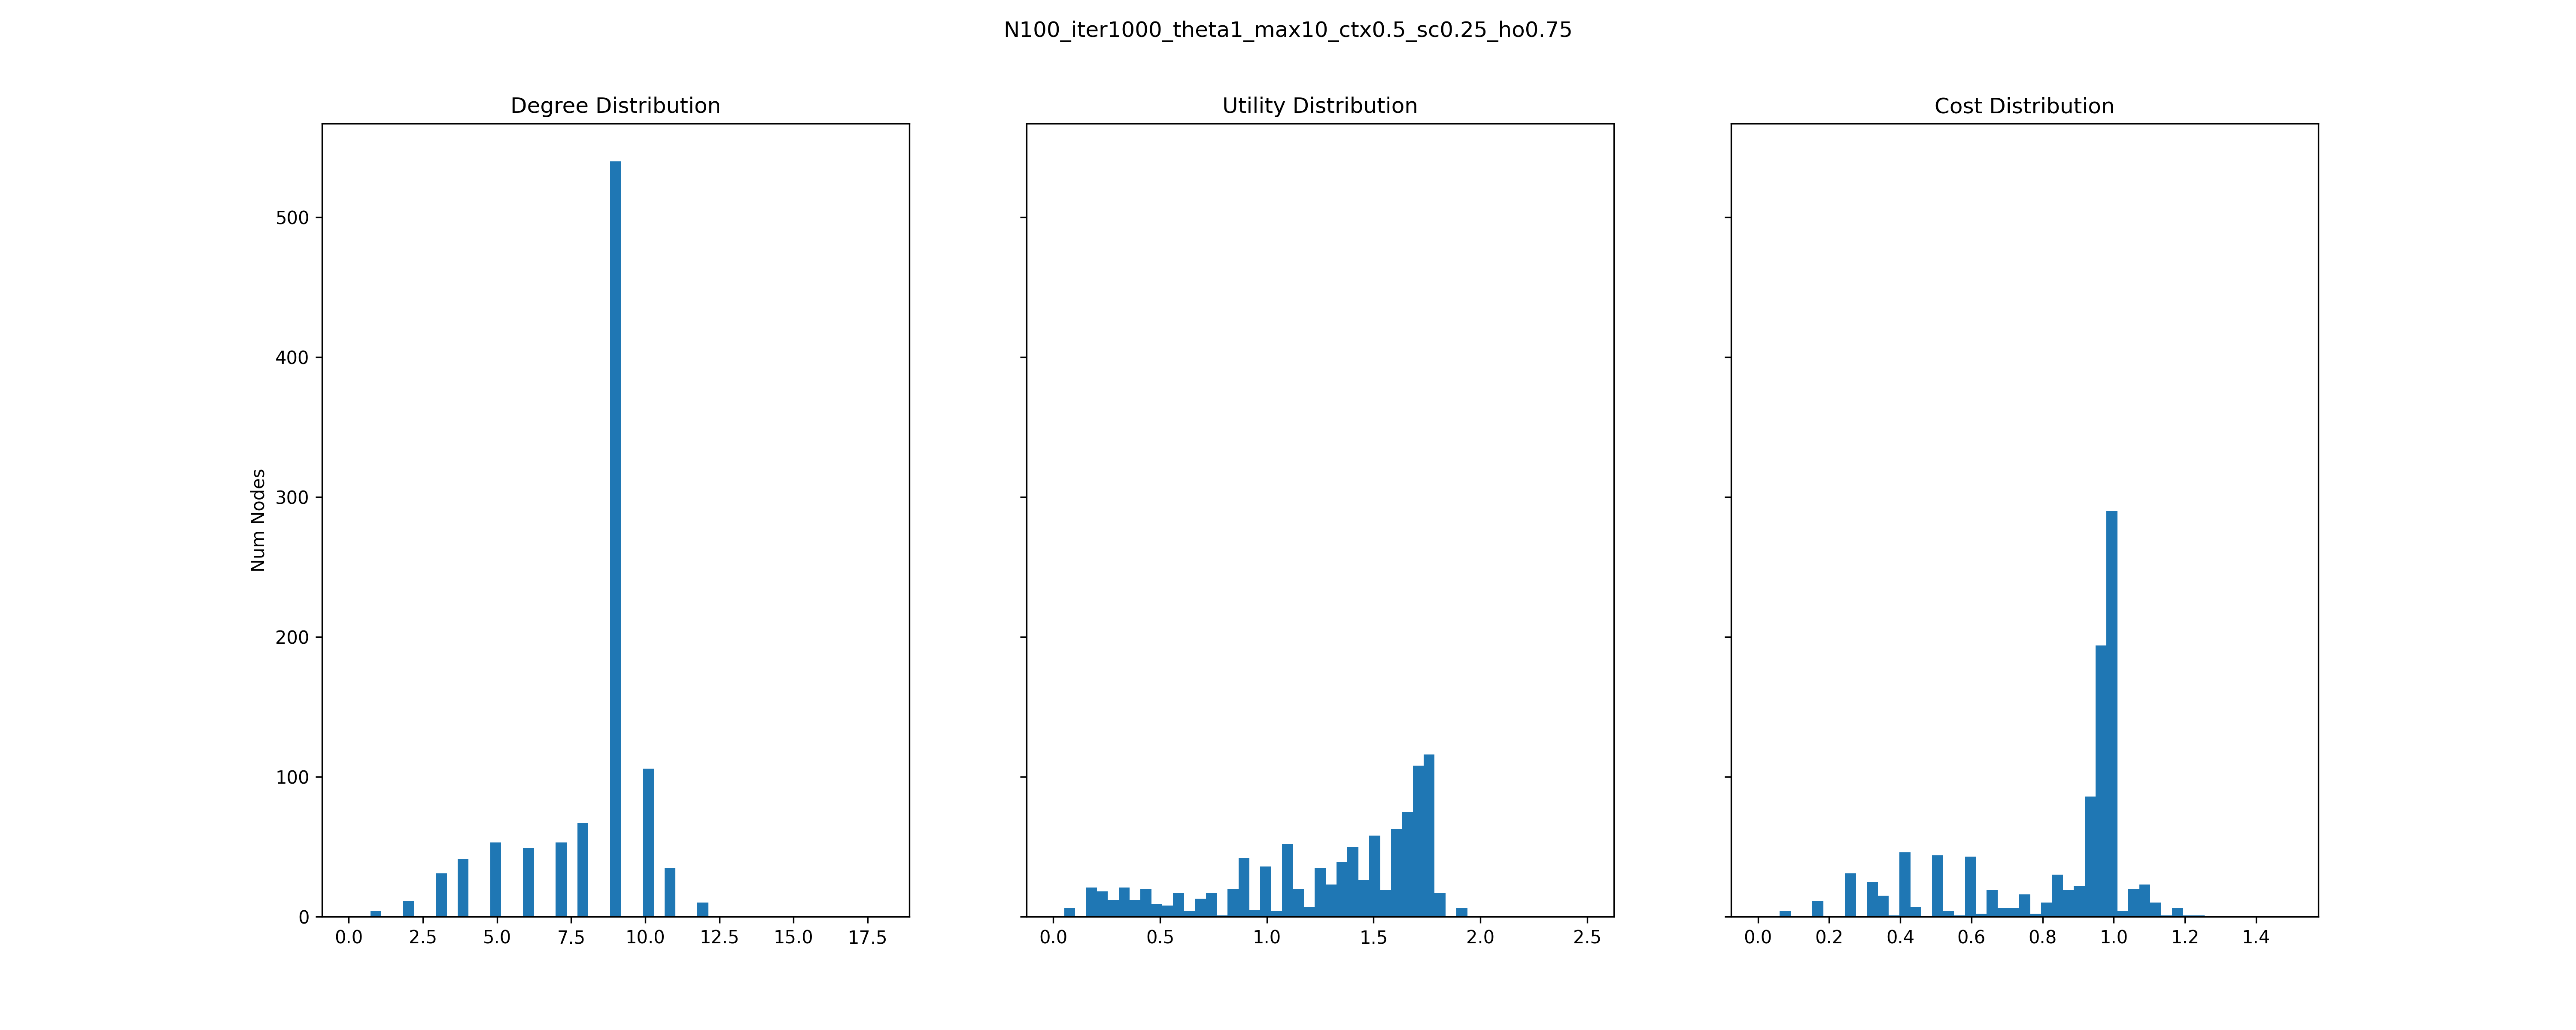 N100_iter1000_theta1_max10_ctx0.5_sc0.25_ho0.75
Degree Distribution
Utility Distribution
Cost Distribution
Num Nodes
500
400
300
200
100
0
0.0 2.5 5.0 7.5 10.0 12.5 15.0 17.5
0.0 0.5 1.0 1.5 2.0 2.5
0.0 0.2 0.4 0.6 0.8 1.0 1.2 1.4